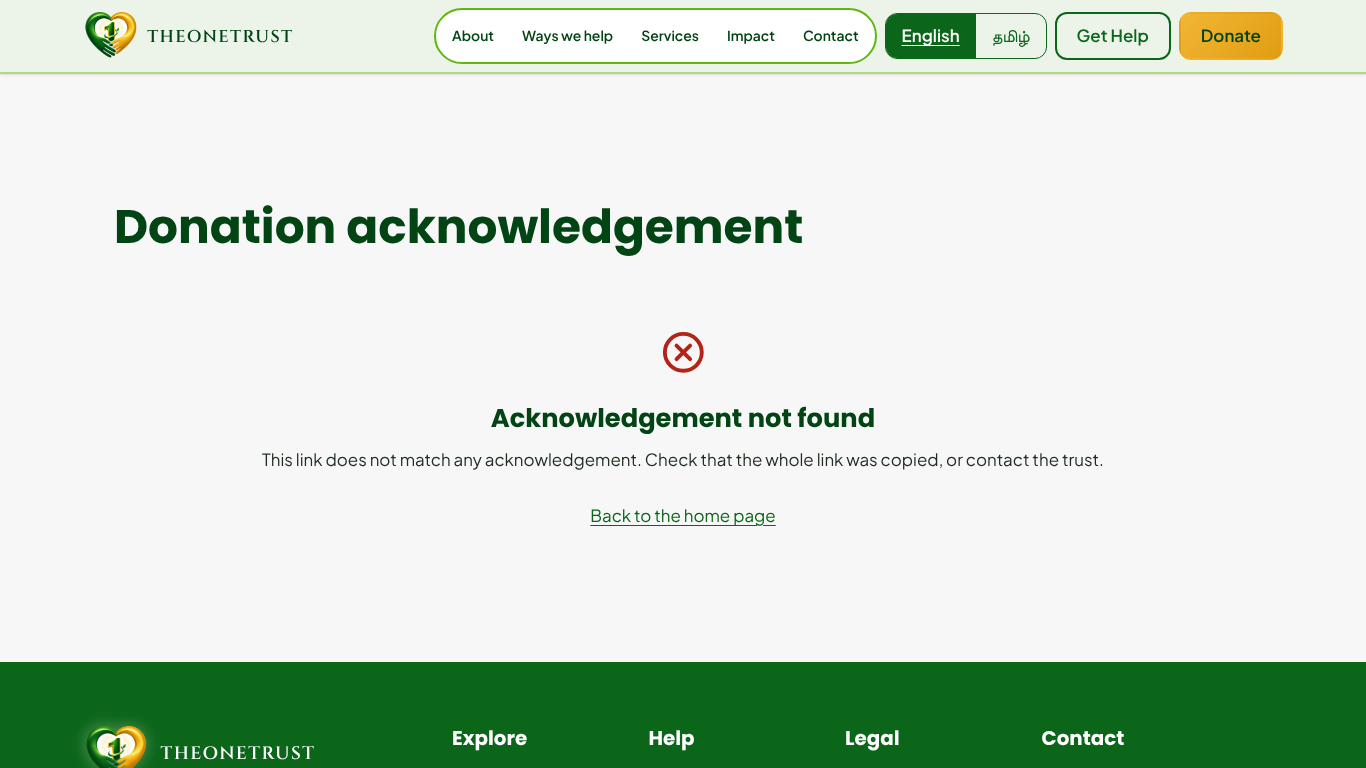 THEONETRUST
About
Ways we help
Services
Impact
Contact
English
தமிழ்
Get Help
Donate
Donation acknowledgement
Acknowledgement not found
This link does not match any acknowledgement. Check that the whole link was copied, or contact the trust.
Back to the home page
THEONETRUST
Explore
Help
Legal
Contact